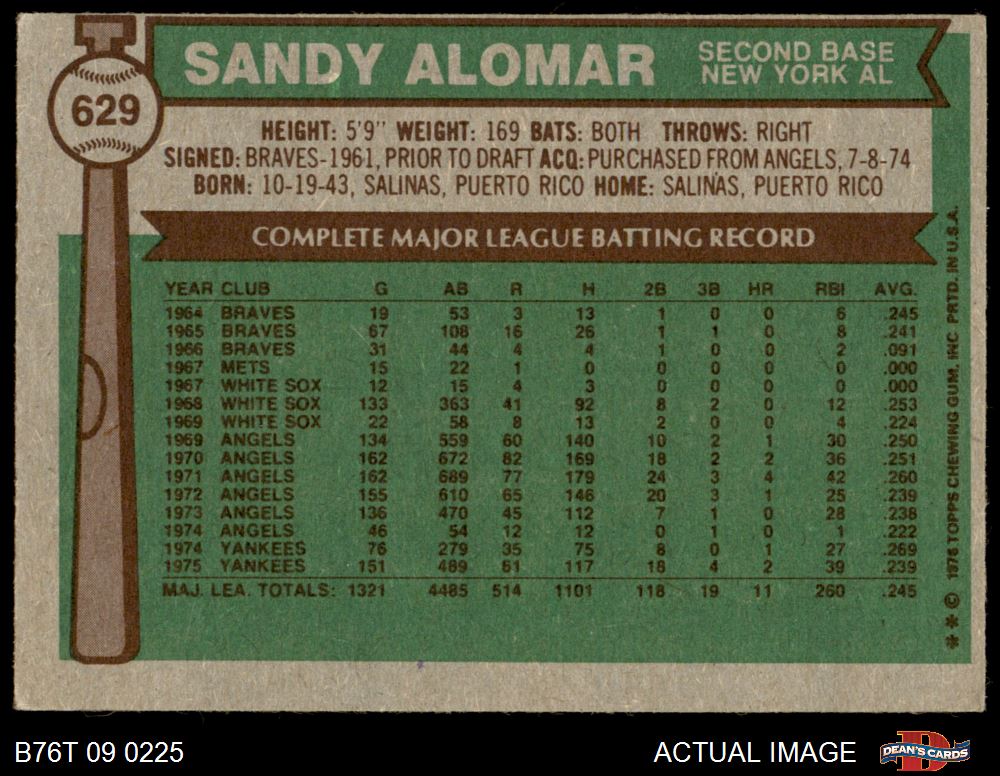 629
SANDY ALOMAR
SECOND BASE
NEW YORK AL
HEIGHT: 5'9" WEIGHT: 169 BATS: BOTH THROWS: RIGHT
SIGNED: BRAVES-1961, PRIOR TO DRAFT ACQ: PURCHASED FROM ANGELS, 7-8-74
BORN: 10-19-43, SALINAS, PUERTO RICO HOME: SALINAS, PUERTO RICO
COMPLETE MAJOR LEAGUE BATTING RECORD
YEAR CLUB G AB R H 2B 3B HR RBI AVG.
1964 BRAVES 19 53 3 13 1 0 0 6 .245
1965 BRAVES 67 108 16 26 1 1 0 8 .241
1966 BRAVES 31 44 4 4 1 0 0 2 .091
1967 METS 15 22 1 0 0 0 0 0 .000
1967 WHITE SOX 12 15 4 3 0 0 0 0 .000
1968 WHITE SOX 133 363 41 92 8 2 0 12 .253
1969 WHITE SOX 22 58 8 13 2 0 0 4 .224
1969 ANGELS 134 559 60 140 10 2 1 30 .250
1970 ANGELS 162 672 82 169 18 2 2 36 .251
1971 ANGELS 162 689 77 179 24 3 4 42 .260
1972 ANGELS 155 610 65 146 20 3 1 25 .239
1973 ANGELS 136 470 45 112 7 1 0 28 .238
1974 ANGELS 46 54 12 12 0 1 0 1 .222
1974 YANKEES 76 279 35 75 8 0 1 27 .269
1975 YANKEES 151 489 61 117 18 4 2 39 .239
MAJ. LEA. TOTALS: 1321 4485 514 1101 118 19 11 260 .245
* * © 1976 TOPPS CHEWING GUM, INC. PRTD. IN U.S.A.
B76T 09 0225
ACTUAL IMAGE
D
DEAN'S CARDS